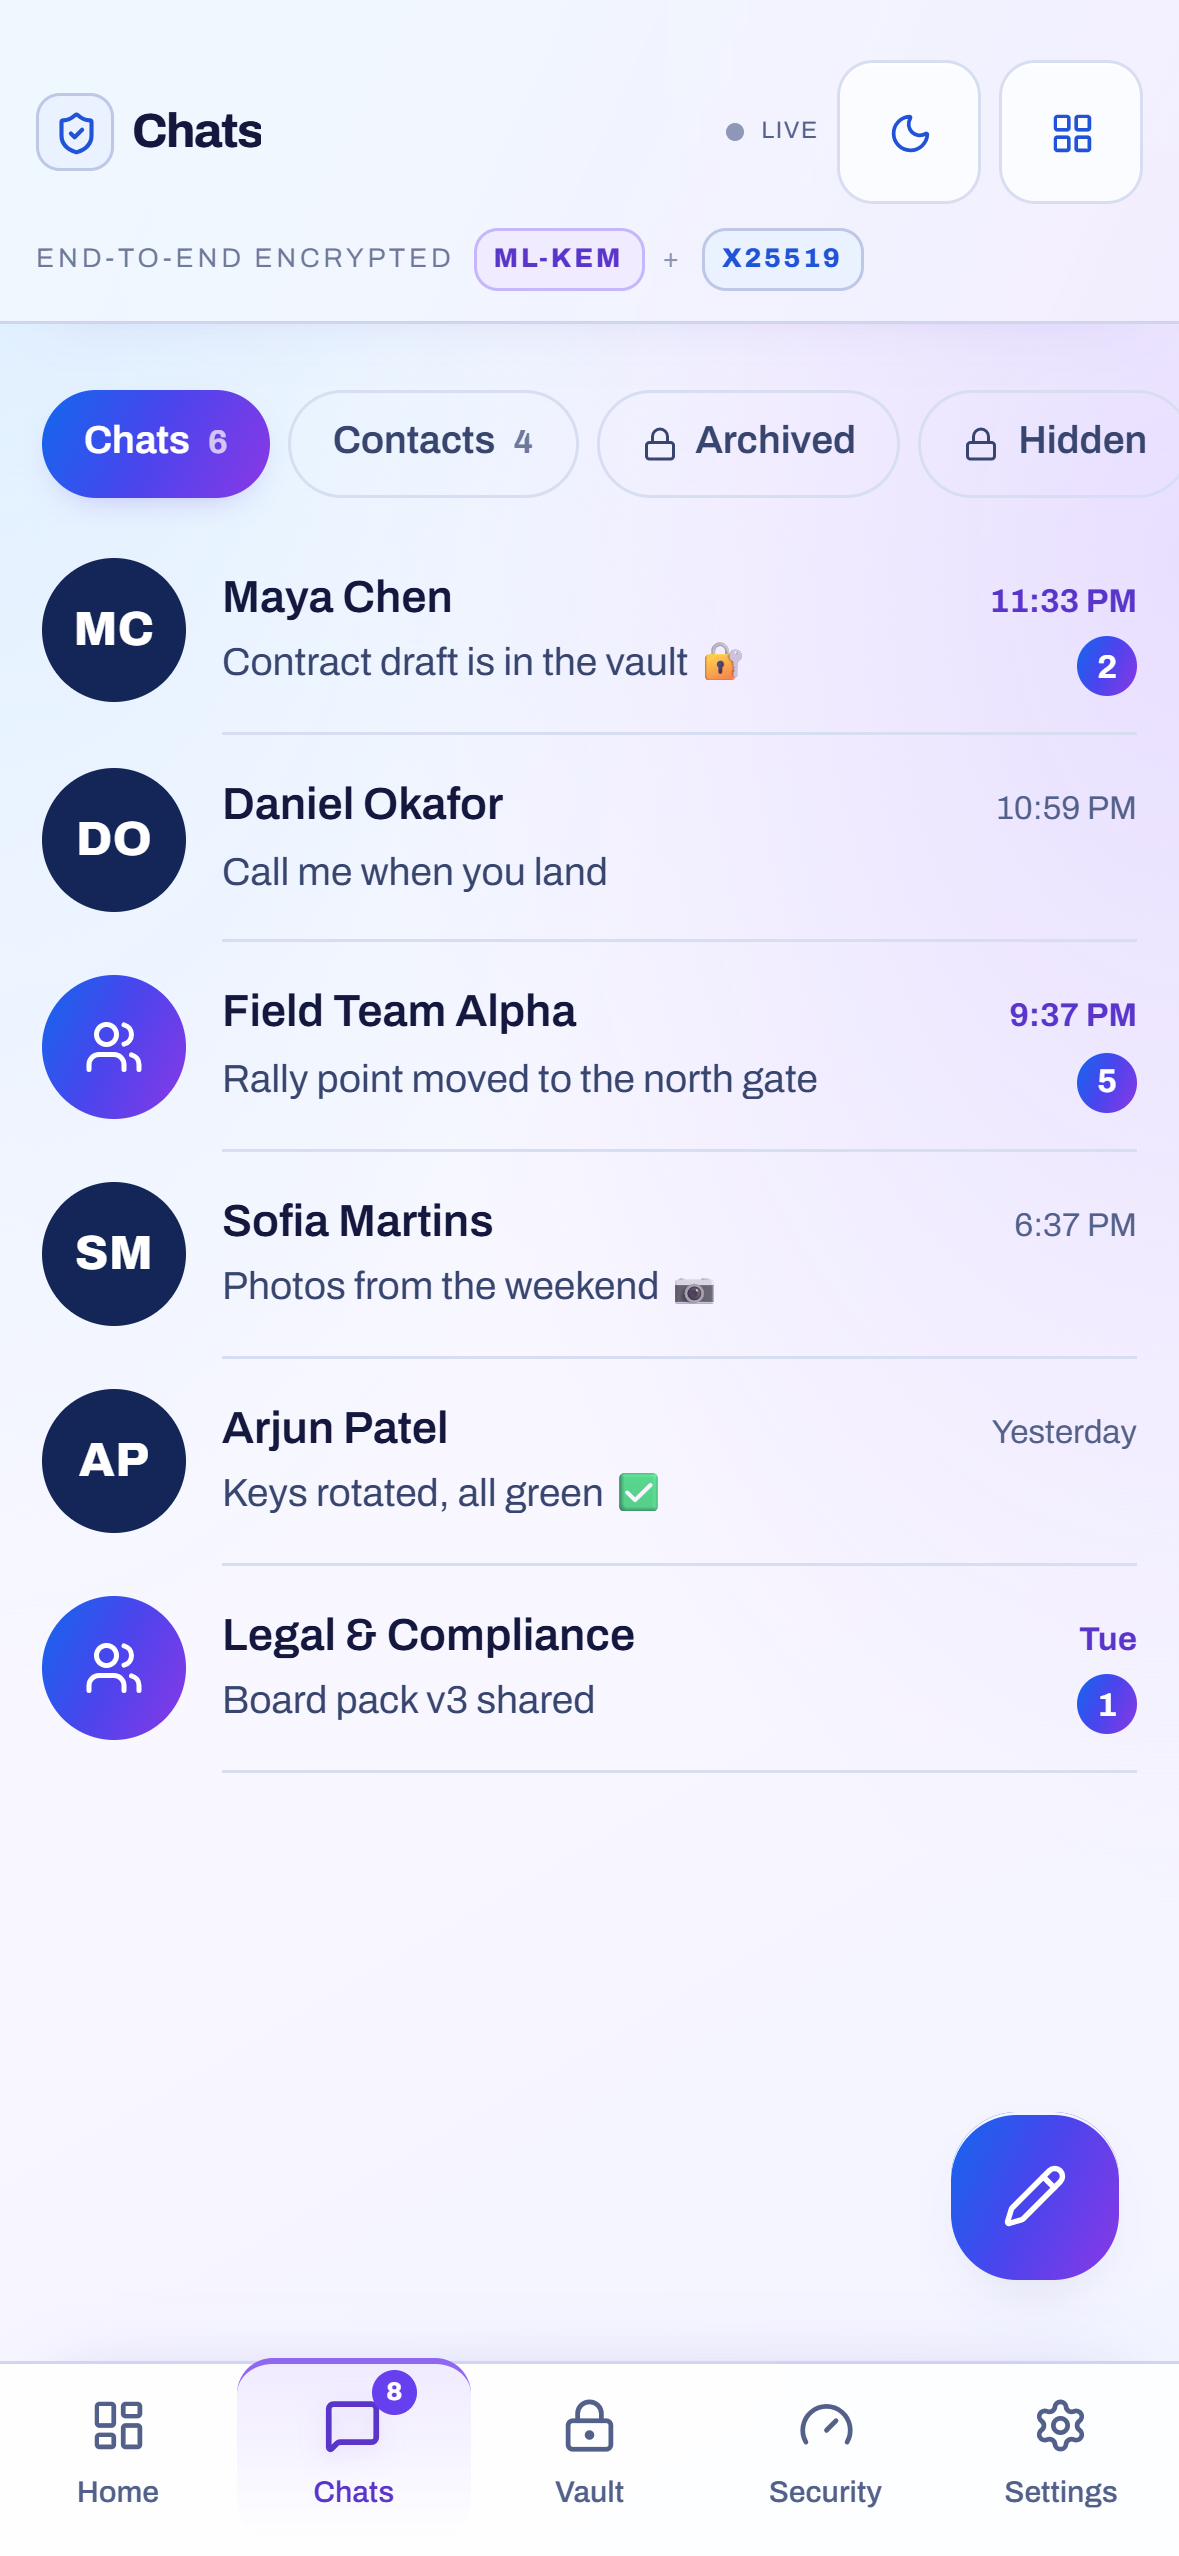 Chats
LIVE
END-TO-END ENCRYPTED ML-KEM + X25519
Chats 6 Contacts 4 Archived Hidden
MC Maya Chen 11:33 PM
Contract draft is in the vault 🔐 2
DO Daniel Okafor 10:59 PM
Call me when you land
Field Team Alpha 9:37 PM
Rally point moved to the north gate 5
SM Sofia Martins 6:37 PM
Photos from the weekend 📷
AP Arjun Patel Yesterday
Keys rotated, all green ✅
Legal & Compliance Tue
Board pack v3 shared 1
8
Home Chats Vault Security Settings